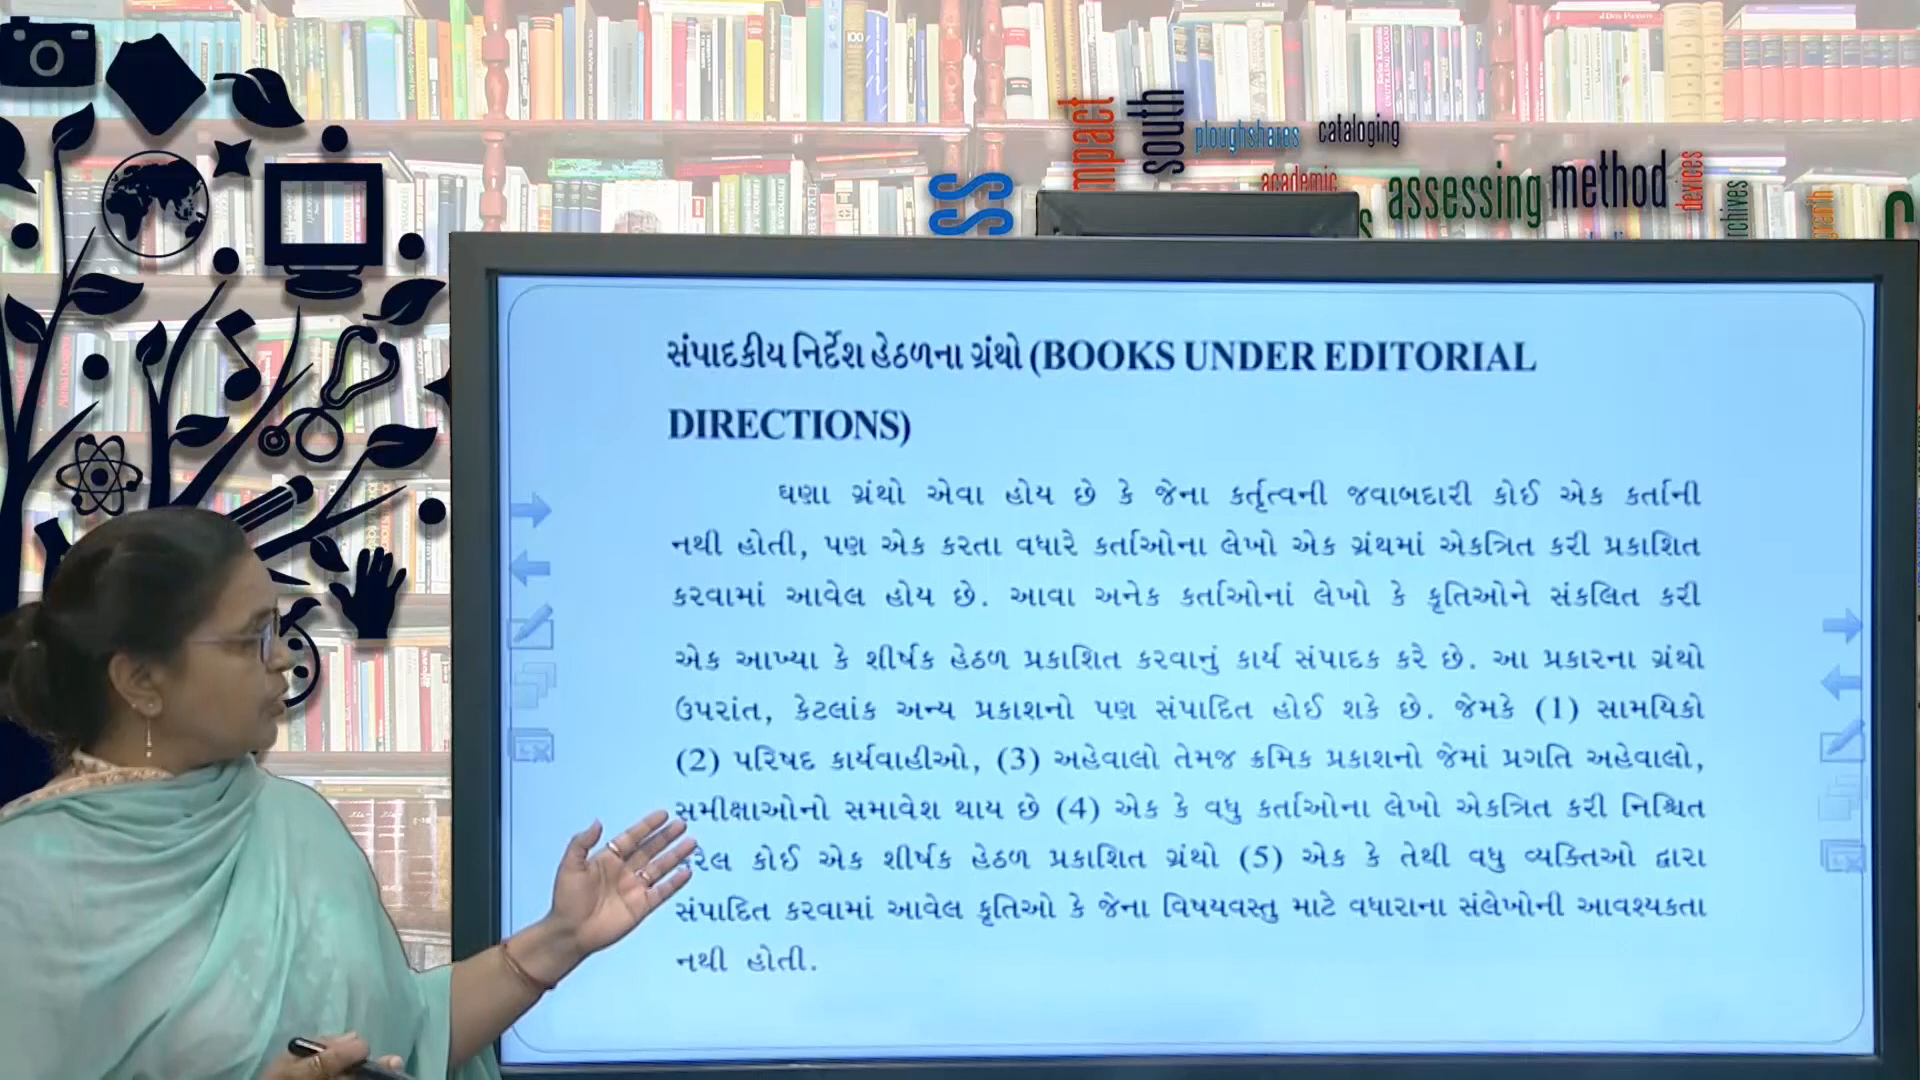 mpact
south
ploughshares
cataloging
academic
assessing
method
devices
SS
સંપાદકીય નિર્દેશ હેઠળના ગ્રંથો (BOOKS UNDER EDITORIAL
DIRECTIONS)
ઘણા ગ્રંથો એવા હોય છે કે જેના કર્તૃત્વની જવાબદારી કોઈ એક કર્તાની
નથી હોતી, પણ એક કરતા વધારે કર્તાઓના લેખો એક ગ્રંથમાં એકત્રિત કરી પ્રકાશિત
કરવામાં આવેલ હોય છે. આવા અનેક કર્તાઓનાં લેખો કે કૃતિઓને સંકલિત કરી
એક આખ્યા કે શીર્ષક હેઠળ પ્રકાશિત કરવાનું કાર્ય સંપાદક કરે છે. આ પ્રકારના ગ્રંથો
ઉપરાંત, કેટલાંક અન્ય પ્રકાશનો પણ સંપાદિત હોઈ શકે છે. જેમકે (1) સામયિકો
(2) પરિષદ કાર્યવાહીઓ, (3) અહેવાલો તેમજ ક્રમિક પ્રકાશનો જેમાં પ્રગતિ અહેવાલો,
સમીક્ષાઓનો સમાવેશ થાય છે (4) એક કે વધુ કર્તાઓના લેખો એકત્રિત કરી નિશ્ચિત
કોઈ એક શીર્ષક હેઠળ પ્રકાશિત ગ્રંથો (5) એક કે તેથી વધુ વ્યક્તિઓ દ્વારા
સંપાદિત કરવામાં આવેલ કૃતિઓ કે જેના વિષયવસ્તુ માટે વધારાના સંલેખોની આવશ્યકતા
નથી હોતી.